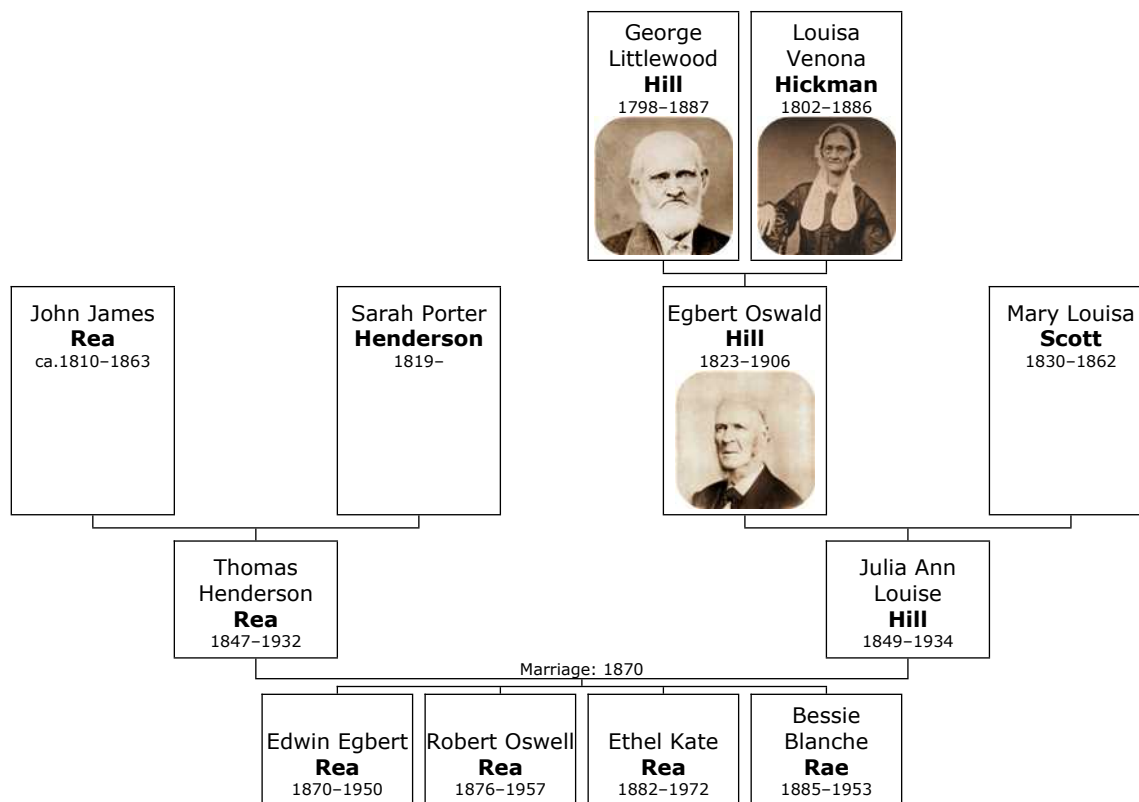 George
Littlewood
Hill
1798–1887
Louisa
Venona
Hickman
1802–1886
John James
Rea
ca.1810–1863
Sarah Porter
Henderson
1819–
Egbert Oswald
Hill
1823–1906
Mary Louisa
Scott
1830–1862
Thomas
Henderson
Rea
1847–1932
Julia Ann
Louise
Hill
1849–1934
Marriage: 1870
Edwin Egbert
Rea
1870–1950
Robert Oswell
Rea
1876–1957
Ethel Kate
Rea
1882–1972
Bessie
Blanche
Rae
1885–1953